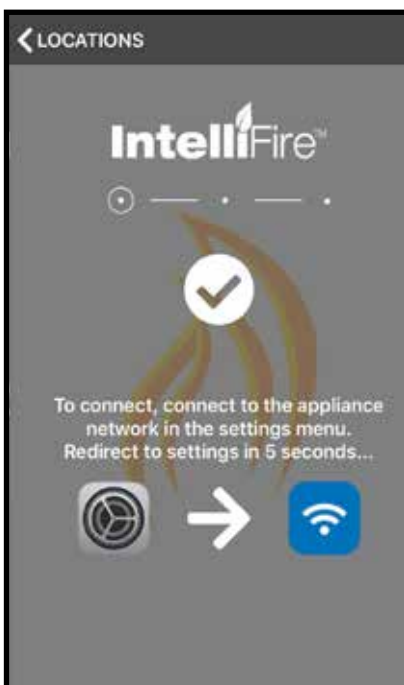 LOCATIONS
IntelliFire™
To connect, connect to the appliance
network in the settings menu.
Redirect to settings in 5 seconds...